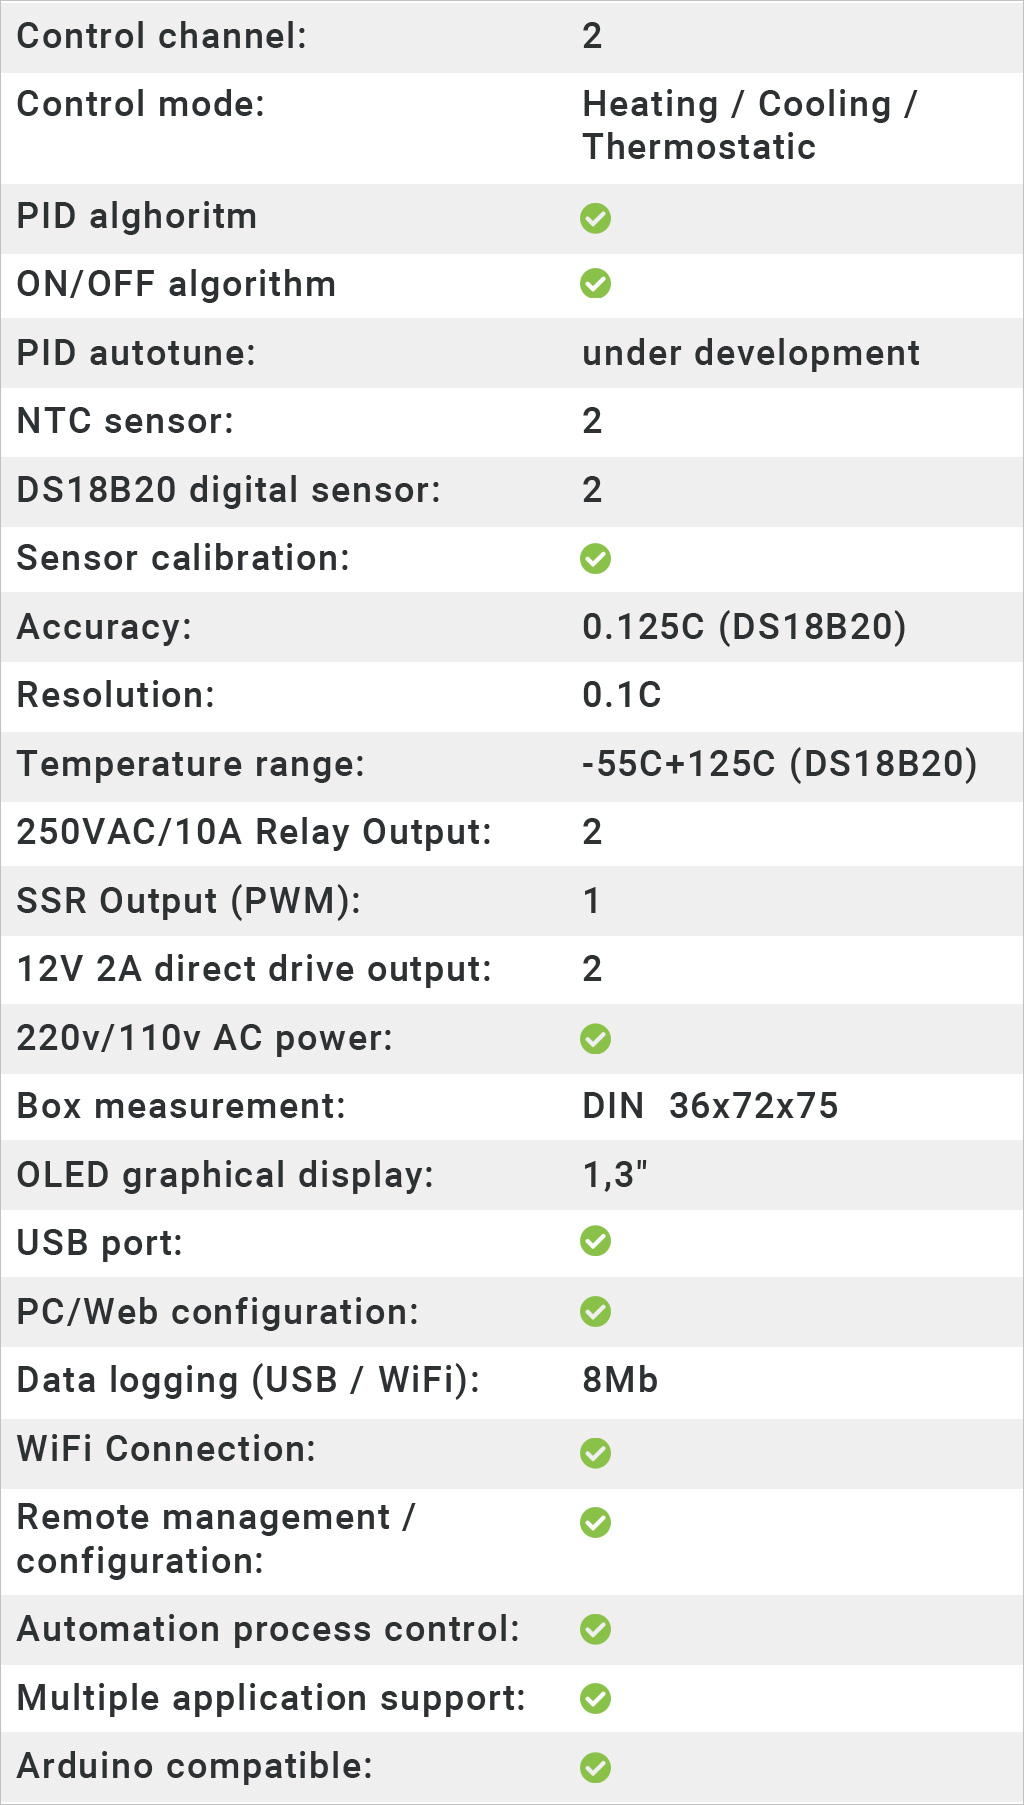 Control channel: 2
Control mode: Heating / Cooling /
Thermostatic
PID alghoritm
ON/OFF algorithm
PID autotune: under development
NTC sensor: 2
DS18B20 digital sensor: 2
Sensor calibration:
Accuracy: 0.125C (DS18B20)
Resolution: 0.1C
Temperature range: -55C+125C (DS18B20)
250VAC/10A Relay Output: 2
SSR Output (PWM): 1
12V 2A direct drive output: 2
220v/110v AC power:
Box measurement: DIN  36x72x75
OLED graphical display: 1,3"
USB port:
PC/Web configuration:
Data logging (USB / WiFi): 8Mb
WiFi Connection:
Remote management /
configuration:
Automation process control:
Multiple application support:
Arduino compatible: